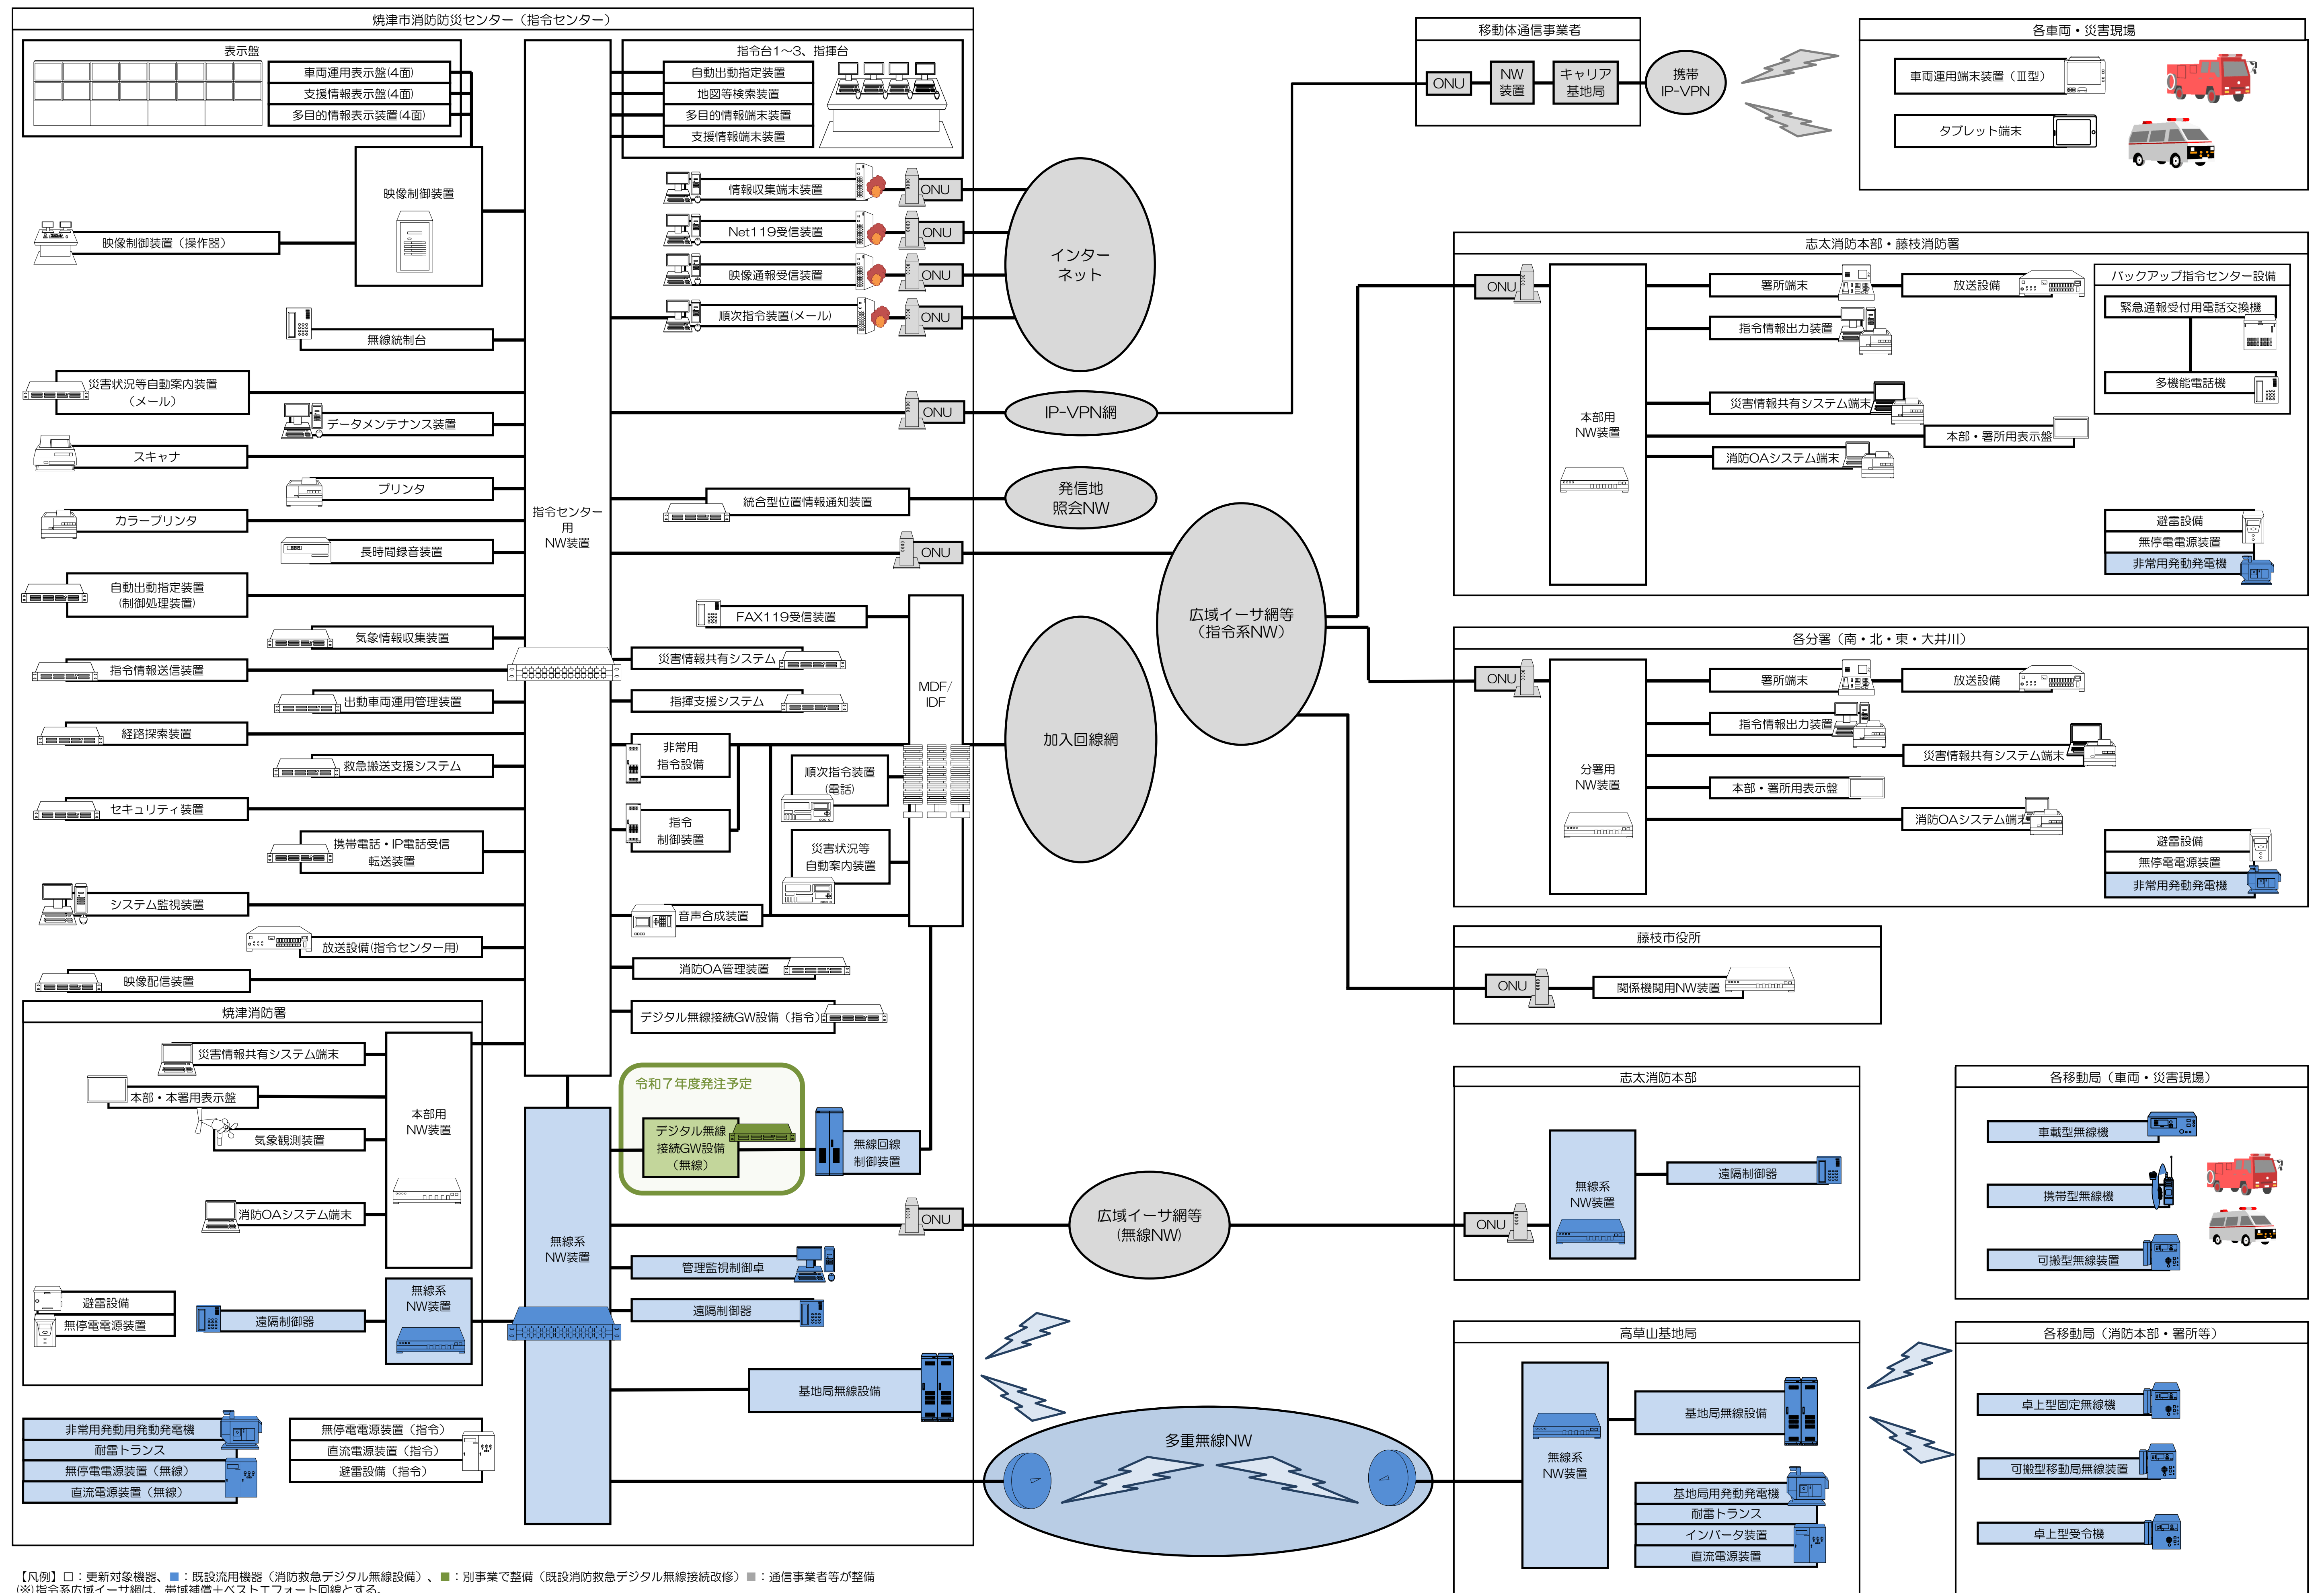 焼津市消防防災センター（指令センター）
表示盤
車両運用表示盤(4面)
支援情報表示盤(4面)
多目的情報表示装置(4面)
映像制御装置
映像制御装置（操作器）
無線統制台
災害状況等自動案内装置
（メール）
データメンテナンス装置
スキャナ
プリンタ
カラープリンタ
長時間録音装置
自動出動指定装置
(制御処理装置)
気象情報収集装置
指令情報送信装置
出動車両運用管理装置
経路探索装置
救急搬送支援システム
セキュリティ装置
携帯電話・IP電話受信
転送装置
システム監視装置
放送設備(指令センター用)
映像配信装置
指令センター
用
NW装置
指令台1～3、指揮台
自動出動指定装置
地図等検索装置
多目的情報端末装置
支援情報端末装置
情報収集端末装置
ONU
Net119受信装置
ONU
映像通報受信装置
ONU
順次指令装置(メール)
ONU
インター
ネット
ONU
IP-VPN網
統合型位置情報通知装置
発信地
照会NW
ONU
FAX119受信装置
災害情報共有システム
指揮支援システム
MDF/
IDF
非常用
指令設備
順次指令装置
(電話)
指令
制御装置
災害状況等
自動案内装置
音声合成装置
消防OA管理装置
デジタル無線接続GW設備（指令）
加入回線網
広域イーサ網等
（指令系NW）
焼津消防署
災害情報共有システム端末
本部・本署用表示盤
気象観測装置
消防OAシステム端末
本部用
NW装置
避雷設備
無停電電源装置
遠隔制御器
無線系
NW装置
非常用発動用発動発電機
耐雷トランス
無停電電源装置（無線）
直流電源装置（無線）
無停電電源装置（指令）
直流電源装置（指令）
避雷設備（指令）
令和７年度発注予定
デジタル無線
接続GW設備
（無線）
無線回線
制御装置
無線系
NW装置
ONU
管理監視制御卓
遠隔制御器
基地局無線設備
広域イーサ網等
(無線NW)
多重無線NW
移動体通信事業者
ONU
NW
装置
キャリア
基地局
携帯
IP-VPN
各車両・災害現場
車両運用端末装置（Ⅲ型）
タブレット端末
志太消防本部・藤枝消防署
ONU
本部用
NW装置
署所端末
放送設備
指令情報出力装置
災害情報共有システム端末
本部・署所用表示盤
消防OAシステム端末
バックアップ指令センター設備
緊急通報受付用電話交換機
多機能電話機
避雷設備
無停電電源装置
非常用発動発電機
各分署（南・北・東・大井川）
ONU
分署用
NW装置
署所端末
放送設備
指令情報出力装置
災害情報共有システム端末
本部・署所用表示盤
消防OAシステム端末
避雷設備
無停電電源装置
非常用発動発電機
藤枝市役所
ONU
関係機関用NW装置
志太消防本部
ONU
無線系
NW装置
遠隔制御器
各移動局（車両・災害現場）
車載型無線機
携帯型無線機
可搬型無線装置
高草山基地局
無線系
NW装置
基地局無線設備
基地局用発動発電機
耐雷トランス
インバータ装置
直流電源装置
各移動局（消防本部・署所等）
卓上型固定無線機
可搬型移動局無線装置
卓上型受令機
【凡例】□：更新対象機器、■：既設流用機器（消防救急デジタル無線設備）、■：別事業で整備（既設消防救急デジタル無線接続改修）■：通信事業者等が整備
(※)指令系広域イーサ網は、帯域補償＋ベストエフォート回線とする。